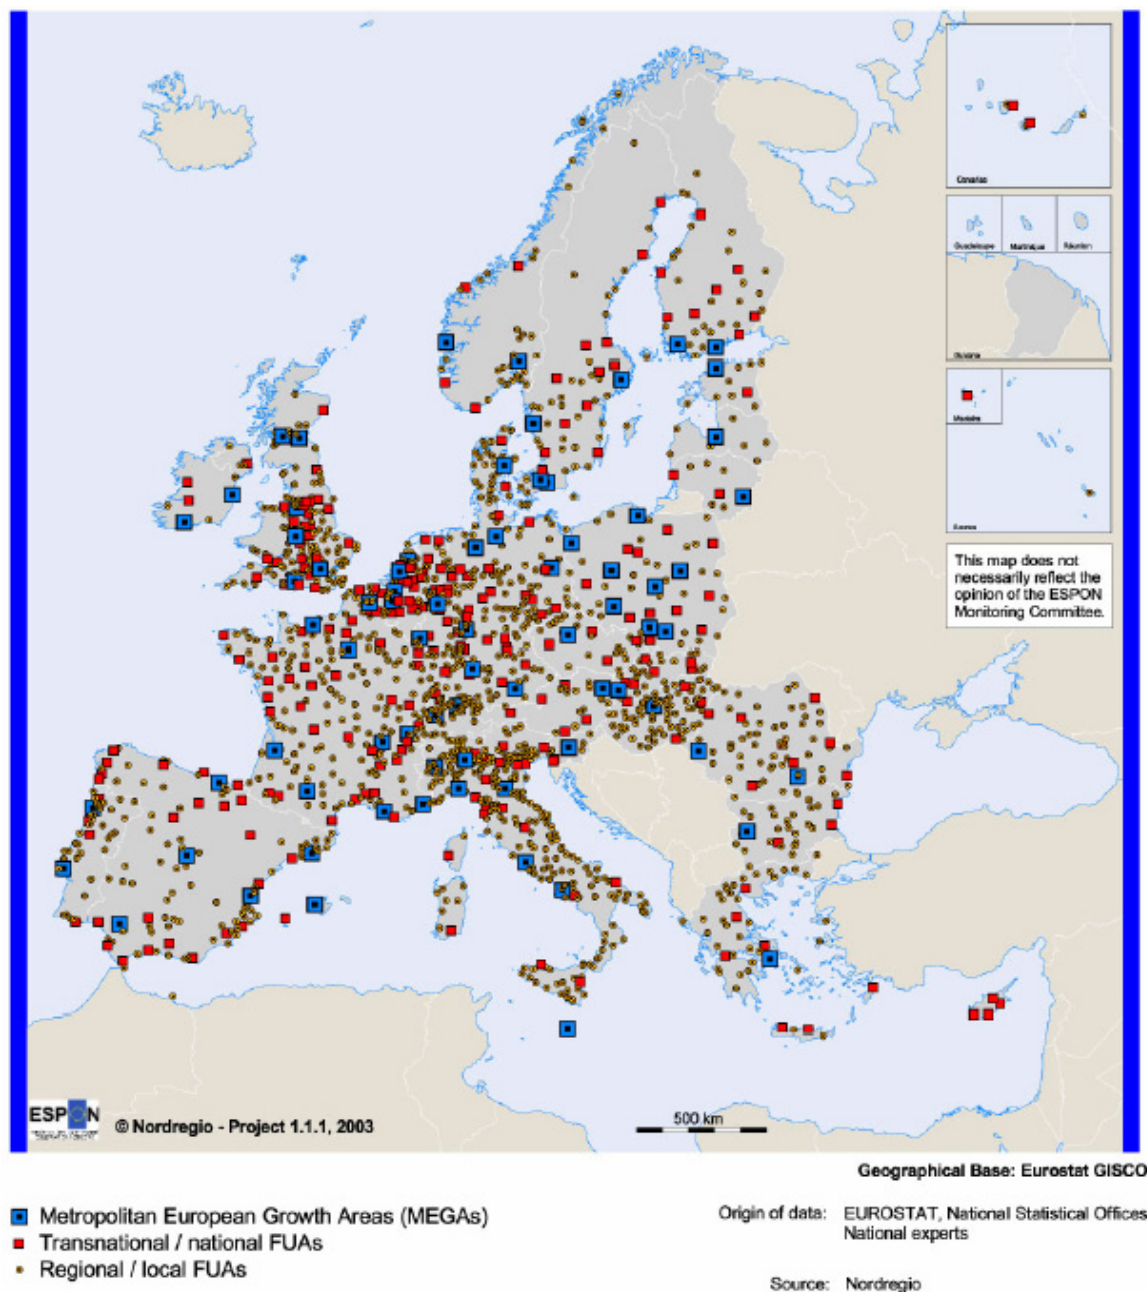 Canarias
Guadeloupe
Martinique
Réunion
Guyane
Madeira
This map does not
necessarily reflect the
opinion of the ESPON
Monitoring Committee.
ESPON
© Nordregio - Project 1.1.1, 2003
500 km
Geographical Base: Eurostat GISCO
Metropolitan European Growth Areas (MEGAs)
Transnational / national FUAs
Regional / local FUAs
Origin of data: EUROSTAT, National Statistical Offices
National experts
Source: Nordregio